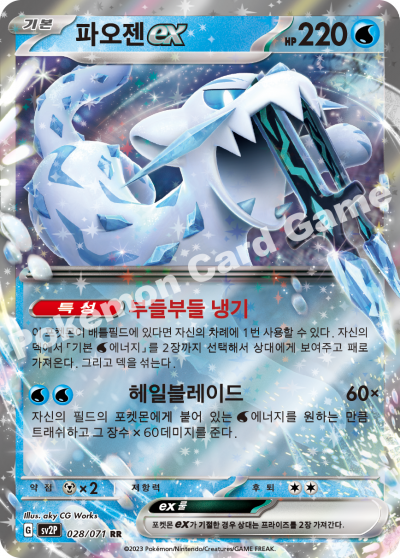 기본
파오젠 ex HP 220
Pokémon Card Game
특성 부들부들 냉기
이 포켓몬이 배틀필드에 있다면 자신의 차례에 1번 사용할 수 있다. 자신의
덱에서 「기본 에너지」를 2장까지 선택해서 상대에게 보여주고 패로
가져온다. 그리고 덱을 섞는다.
헤일블레이드 60×
자신의 필드의 포켓몬에게 붙어 있는 에너지를 원하는 만큼
트래쉬하고 그 장수×60데미지를 준다.
약점 ×2 저항력 후퇴
Illus. aky CG Works
G sv2P 028/071 RR
ex 룰
포켓몬 ex가 기절한 경우 상대는 프라이즈를 2장 가져간다.
©2023 Pokémon/Nintendo/Creatures/GAME FREAK.